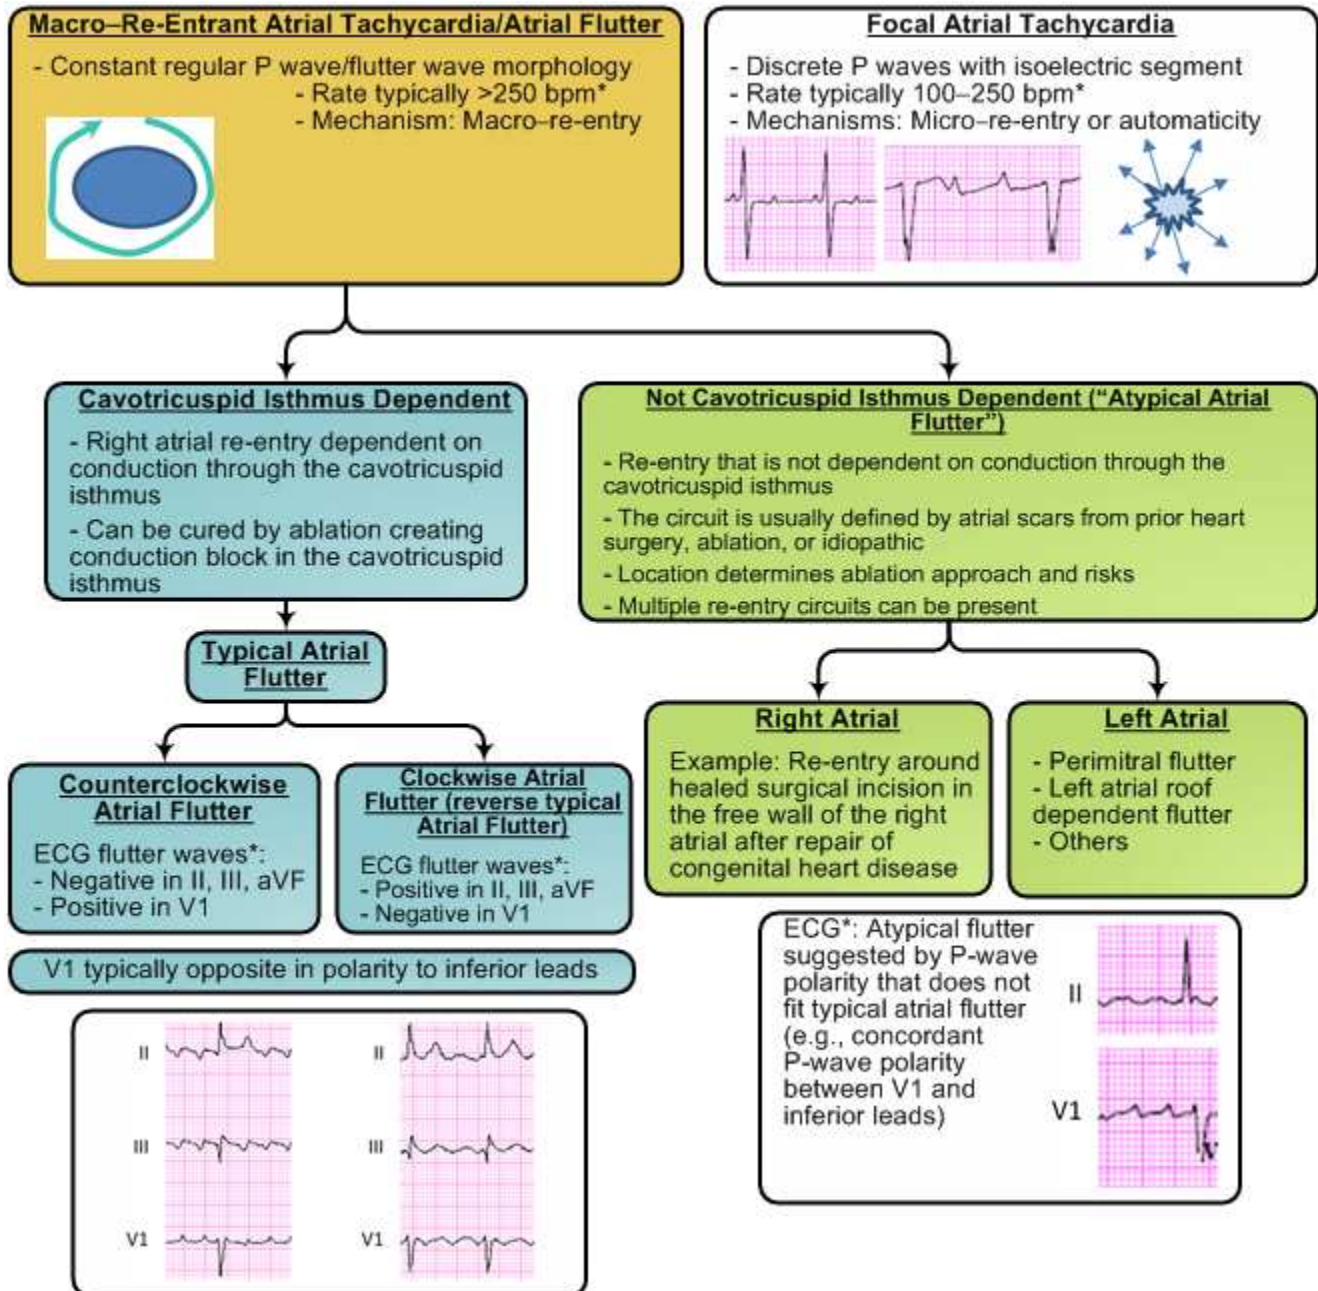 Macro–Re-Entrant Atrial Tachycardia/Atrial Flutter
- Constant regular P wave/flutter wave morphology
- Rate typically >250 bpm*
- Mechanism: Macro–re-entry
Focal Atrial Tachycardia
- Discrete P waves with isoelectric segment
- Rate typically 100–250 bpm*
- Mechanisms: Micro–re-entry or automaticity
Cavotricuspid Isthmus Dependent
- Right atrial re-entry dependent on
conduction through the cavotricuspid
isthmus
- Can be cured by ablation creating
conduction block in the cavotricuspid
isthmus
Not Cavotricuspid Isthmus Dependent (“Atypical Atrial
Flutter”)
- Re-entry that is not dependent on conduction through the
cavotricuspid isthmus
- The circuit is usually defined by atrial scars from prior heart
surgery, ablation, or idiopathic
- Location determines ablation approach and risks
- Multiple re-entry circuits can be present
Typical Atrial
Flutter
Counterclockwise
Atrial Flutter
ECG flutter waves*:
- Negative in II, III, aVF
- Positive in V1
Clockwise Atrial
Flutter (reverse typical
Atrial Flutter)
ECG flutter waves*:
- Positive in II, III, aVF
- Negative in V1
Right Atrial
Example: Re-entry around
healed surgical incision in
the free wall of the right
atrial after repair of
congenital heart disease
Left Atrial
- Perimitral flutter
- Left atrial roof
dependent flutter
- Others
V1 typically opposite in polarity to inferior leads
II
III
V1
II
III
V1
ECG*: Atypical flutter
suggested by P-wave
polarity that does not
fit typical atrial flutter
(e.g., concordant
P-wave polarity
between V1 and
inferior leads)
II
V1